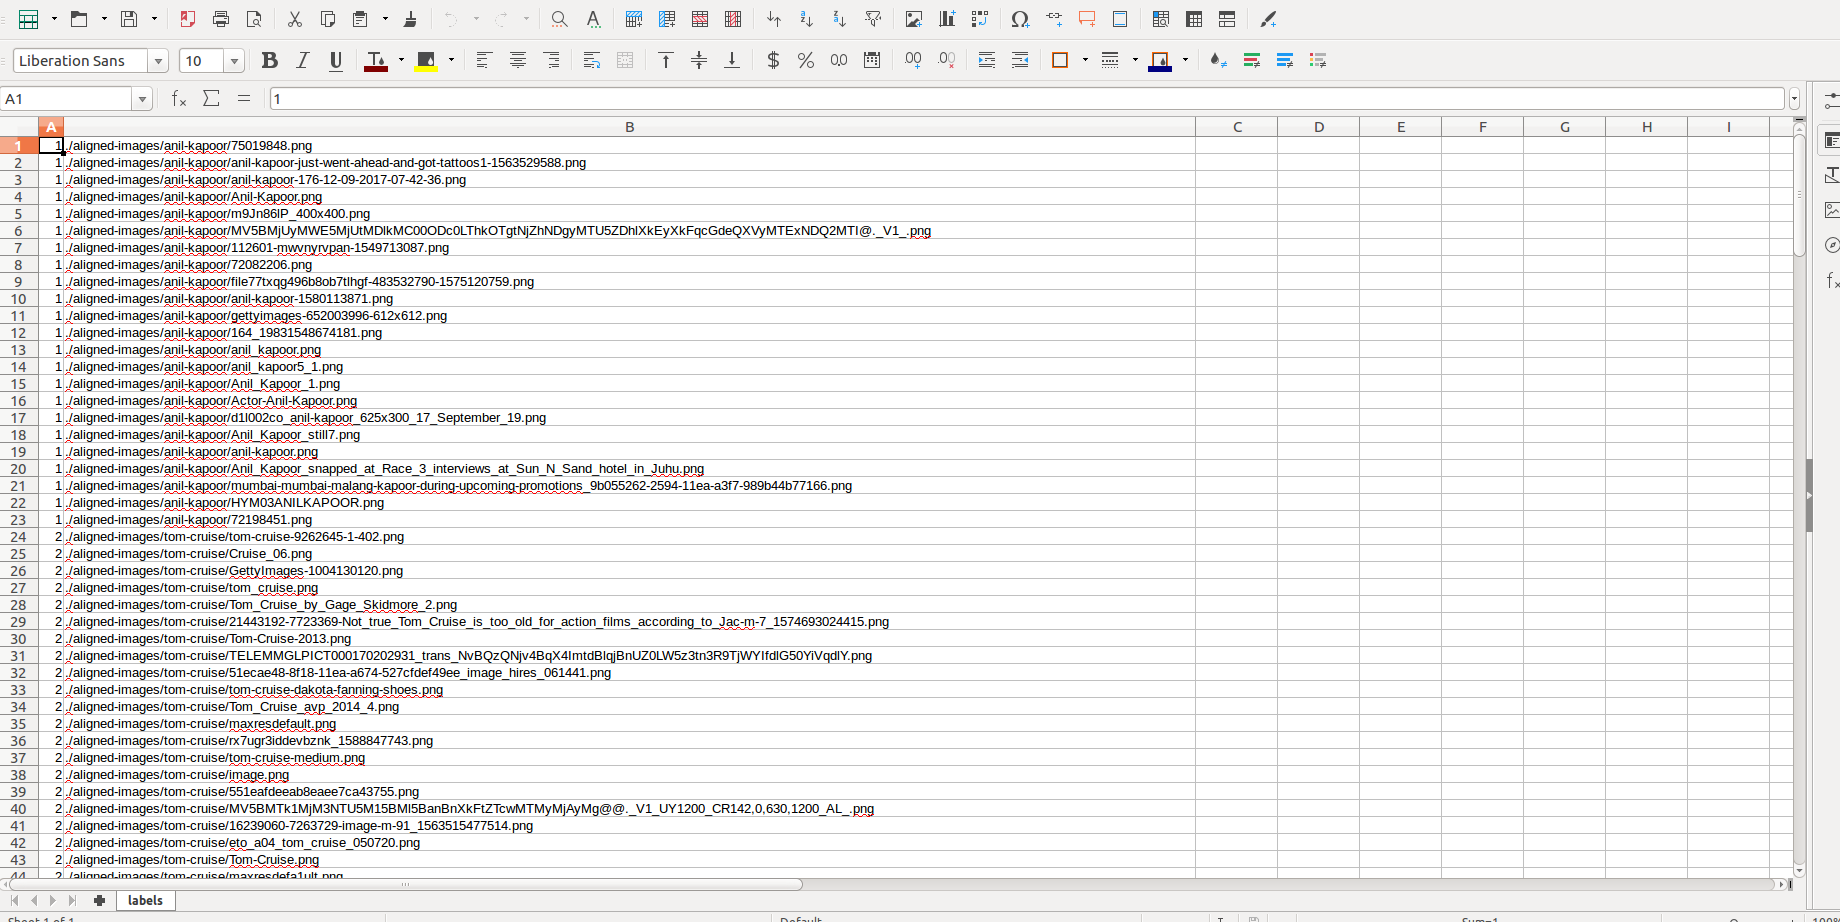 Liberation Sans 10
A1 1
A B C D E F G H I
1 1 ./aligned-images/anil-kapoor/75019848.png
2 1 ./aligned-images/anil-kapoor/anil-kapoor-just-went-ahead-and-got-tattoos1-1563529588.png
3 1 ./aligned-images/anil-kapoor/anil-kapoor-176-12-09-2017-07-42-36.png
4 1 ./aligned-images/anil-kapoor/Anil-Kapoor.png
5 1 ./aligned-images/anil-kapoor/m9Jn86lP_400x400.png
6 1 ./aligned-images/anil-kapoor/MV5BMjUyMWE5MjUtMDlkMC00ODc0LThkOTgtNjZhNDgyMTU5ZDhlXkEyXkFqcGdeQXVyMTExNDQ2MTI@._V1_.png
7 1 ./aligned-images/anil-kapoor/112601-mwvnyrvpan-1549713087.png
8 1 ./aligned-images/anil-kapoor/72082206.png
9 1 ./aligned-images/anil-kapoor/file77txqg496b8ob7tlhgf-483532790-1575120759.png
10 1 ./aligned-images/anil-kapoor/anil-kapoor-1580113871.png
11 1 ./aligned-images/anil-kapoor/gettyimages-652003996-612x612.png
12 1 ./aligned-images/anil-kapoor/164_19831548674181.png
13 1 ./aligned-images/anil-kapoor/anil_kapoor.png
14 1 ./aligned-images/anil-kapoor/anil_kapoor5_1.png
15 1 ./aligned-images/anil-kapoor/Anil_Kapoor_1.png
16 1 ./aligned-images/anil-kapoor/Actor-Anil-Kapoor.png
17 1 ./aligned-images/anil-kapoor/d1l002co_anil-kapoor_625x300_17_September_19.png
18 1 ./aligned-images/anil-kapoor/Anil_Kapoor_still7.png
19 1 ./aligned-images/anil-kapoor/anil-kapoor.png
20 1 ./aligned-images/anil-kapoor/Anil_Kapoor_snapped_at_Race_3_interviews_at_Sun_N_Sand_hotel_in_Juhu.png
21 1 ./aligned-images/anil-kapoor/mumbai-mumbai-malang-kapoor-during-upcoming-promotions_9b055262-2594-11ea-a3f7-989b44b77166.png
22 1 ./aligned-images/anil-kapoor/HYM03ANILKAPOOR.png
23 1 ./aligned-images/anil-kapoor/72198451.png
24 2 ./aligned-images/tom-cruise/tom-cruise-9262645-1-402.png
25 2 ./aligned-images/tom-cruise/Cruise_06.png
26 2 ./aligned-images/tom-cruise/GettyImages-1004130120.png
27 2 ./aligned-images/tom-cruise/tom_cruise.png
28 2 ./aligned-images/tom-cruise/Tom_Cruise_by_Gage_Skidmore_2.png
29 2 ./aligned-images/tom-cruise/21443192-7723369-Not_true_Tom_Cruise_is_too_old_for_action_films_according_to_Jac-m-7_1574693024415.png
30 2 ./aligned-images/tom-cruise/Tom-Cruise-2013.png
31 2 ./aligned-images/tom-cruise/TELEMMGLPICT000170202931_trans_NvBQzQNjv4BqX4ImtdBlqjBnUZ0LW5z3tn3R9TjWYIfdlG50YiVqdlY.png
32 2 ./aligned-images/tom-cruise/51ecae48-8f18-11ea-a674-527cfdef49ee_image_hires_061441.png
33 2 ./aligned-images/tom-cruise/tom-cruise-dakota-fanning-shoes.png
34 2 ./aligned-images/tom-cruise/Tom_Cruise_avp_2014_4.png
35 2 ./aligned-images/tom-cruise/maxresdefault.png
36 2 ./aligned-images/tom-cruise/rx7ugr3iddevbznk_1588847743.png
37 2 ./aligned-images/tom-cruise/tom-cruise-medium.png
38 2 ./aligned-images/tom-cruise/image.png
39 2 ./aligned-images/tom-cruise/551eafdeeab8eaee7ca43755.png
40 2 ./aligned-images/tom-cruise/MV5BMTk1MjM3NTU5M15BMl5BanBnXkFtZTcwMTMyMjAyMg@@._V1_UY1200_CR142,0,630,1200_AL_.png
41 2 ./aligned-images/tom-cruise/16239060-7263729-image-m-91_1563515477514.png
42 2 ./aligned-images/tom-cruise/eto_a04_tom_cruise_050720.png
43 2 ./aligned-images/tom-cruise/Tom-Cruise.png
44 2 ./aligned-images/tom-cruise/maxresdefa1ult.png
labels
Sheet 1 of 1 Default Sum=1 100%